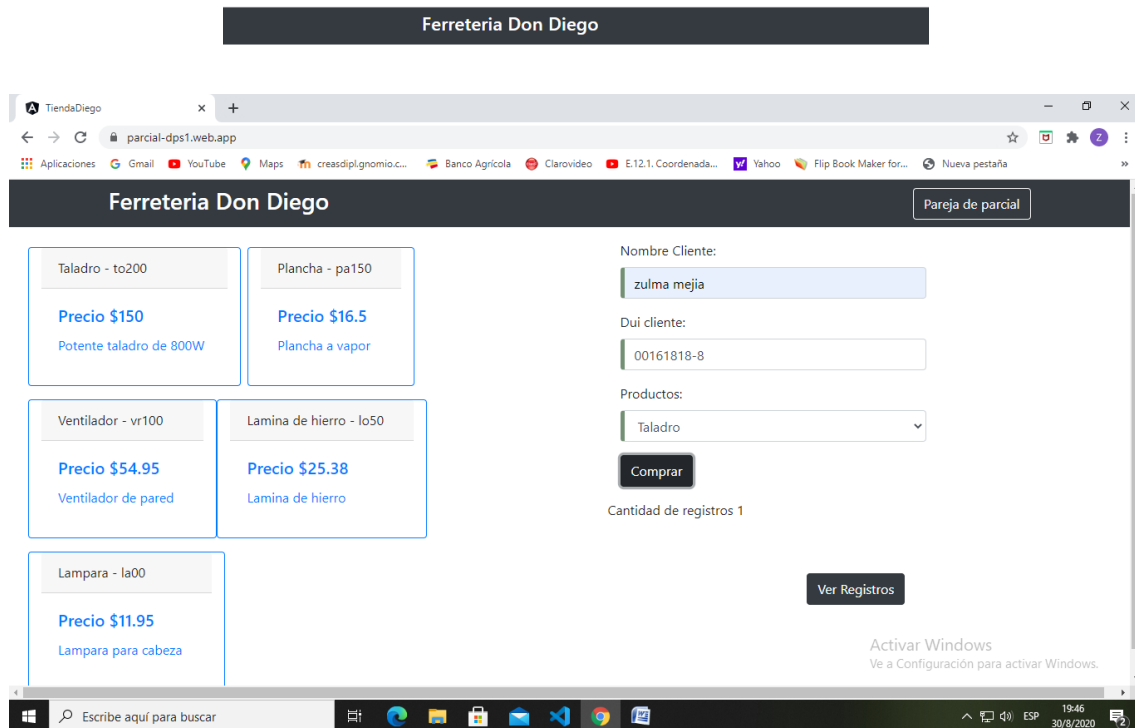 Ferreteria Don Diego
TiendaDiego
parcial-dps1.web.app
Aplicaciones Gmail YouTube Maps creasdipl.gnomio.c... Banco Agrícola Clarovideo E.12.1. Coordenada... Yahoo Flip Book Maker for... Nueva pestaña »
Ferreteria Don Diego
Pareja de parcial
Taladro - to200
Precio $150
Potente taladro de 800W
Plancha - pa150
Precio $16.5
Plancha a vapor
Ventilador - vr100
Precio $54.95
Ventilador de pared
Lamina de hierro - lo50
Precio $25.38
Lamina de hierro
Lampara - la00
Precio $11.95
Lampara para cabeza
Nombre Cliente:
zulma mejia
Dui cliente:
00161818-8
Productos:
Taladro
Comprar
Cantidad de registros 1
Ver Registros
Activar Windows
Ve a Configuración para activar Windows.
Escribe aquí para buscar
ESP
19:46
30/8/2020
2